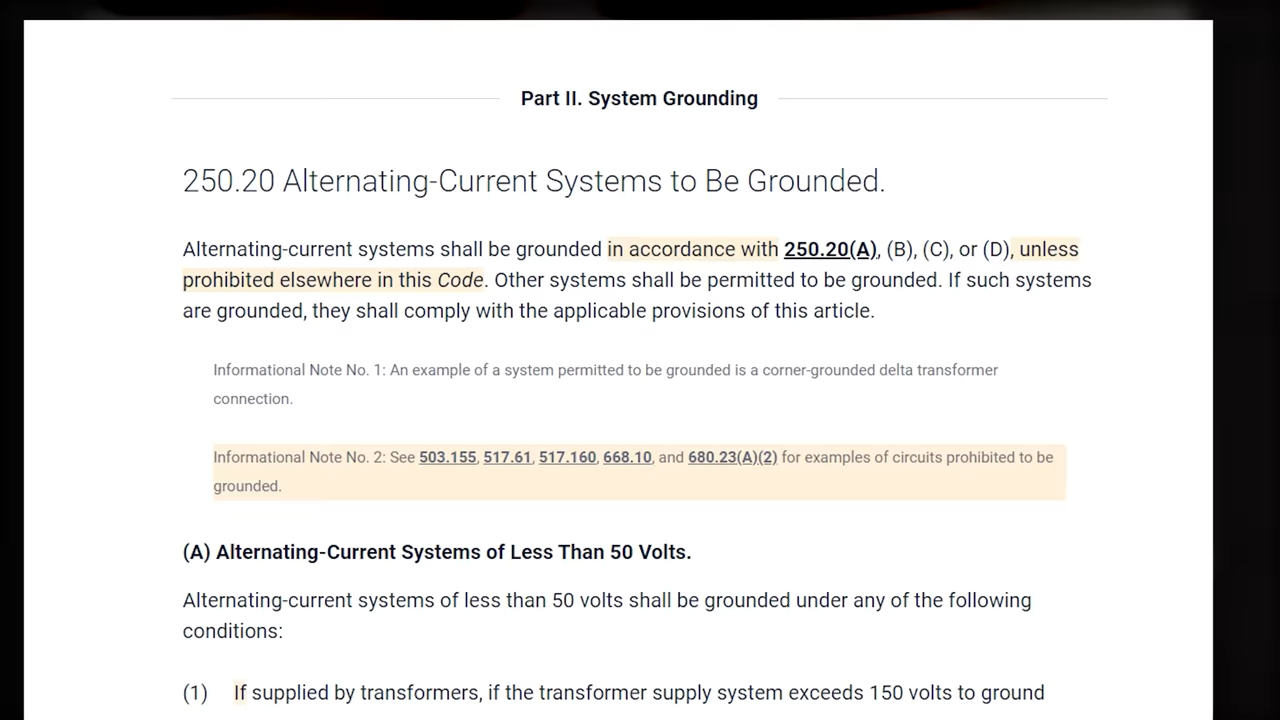 Part II. System Grounding
250.20 Alternating-Current Systems to Be Grounded.
Alternating-current systems shall be grounded in accordance with 250.20(A), (B), (C), or (D), unless
prohibited elsewhere in this Code. Other systems shall be permitted to be grounded. If such systems
are grounded, they shall comply with the applicable provisions of this article.
Informational Note No. 1: An example of a system permitted to be grounded is a corner-grounded delta transformer
connection.
Informational Note No. 2: See 503.155, 517.61, 517.160, 668.10, and 680.23(A)(2) for examples of circuits prohibited to be
grounded.
(A) Alternating-Current Systems of Less Than 50 Volts.
Alternating-current systems of less than 50 volts shall be grounded under any of the following
conditions:
(1) If supplied by transformers, if the transformer supply system exceeds 150 volts to ground